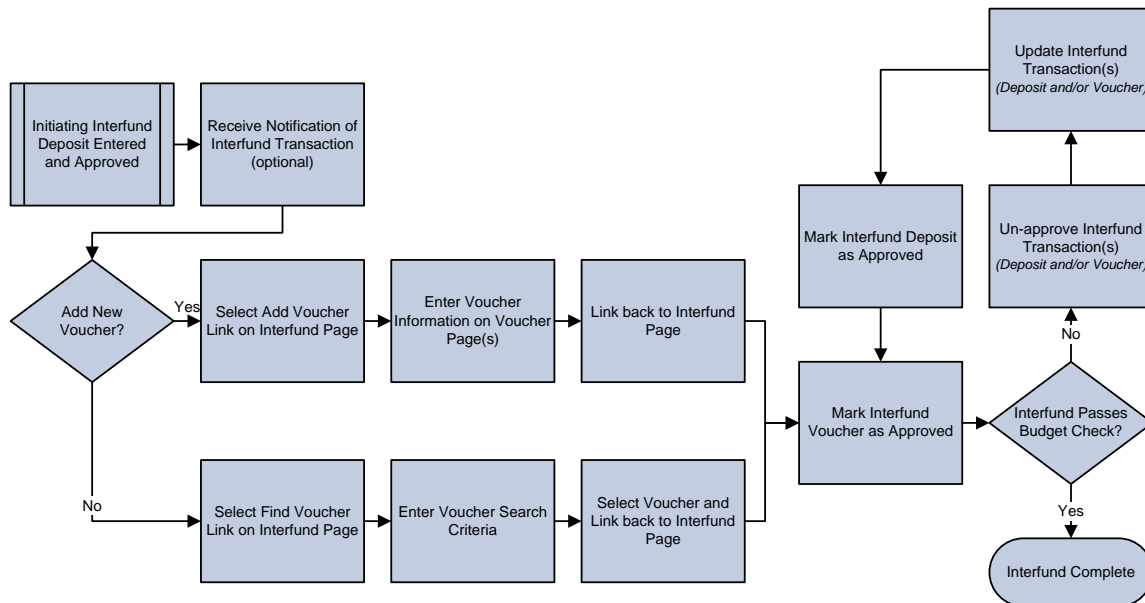 Initiating Interfund
Deposit Entered
and Approved
Receive Notification of
Interfund Transaction
(optional)
Add New
Voucher?
Yes
Select Add Voucher
Link on Interfund Page
Enter Voucher
Information on Voucher
Page(s)
Link back to Interfund
Page
No
Select Find Voucher
Link on Interfund Page
Enter Voucher Search
Criteria
Select Voucher and
Link back to Interfund
Page
Update Interfund
Transaction(s)
(Deposit and/or Voucher)
Mark Interfund Deposit
as Approved
Un-approve Interfund
Transaction(s)
(Deposit and/or Voucher)
No
Mark Interfund
Voucher as Approved
Interfund Passes
Budget Check?
Yes
Interfund Complete